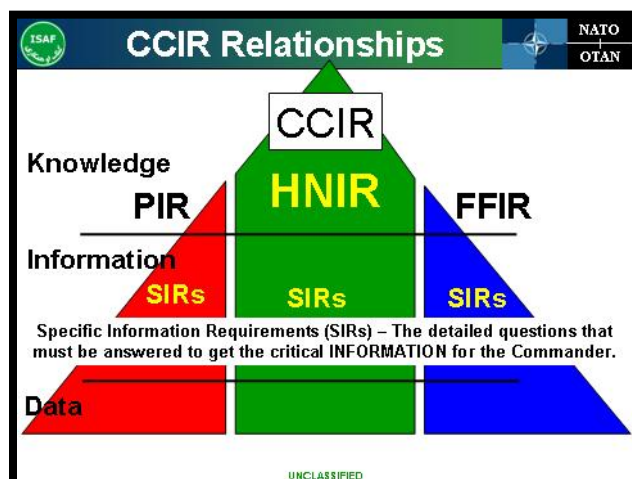 ISAF
CCIR Relationships
NATO
OTAN
CCIR
Knowledge
PIR
HNIR
FFIR
Information
SIRs
SIRs
SIRs
Specific Information Requirements (SIRs) – The detailed questions that
must be answered to get the critical INFORMATION for the Commander.
Data
UNCLASSIFIED